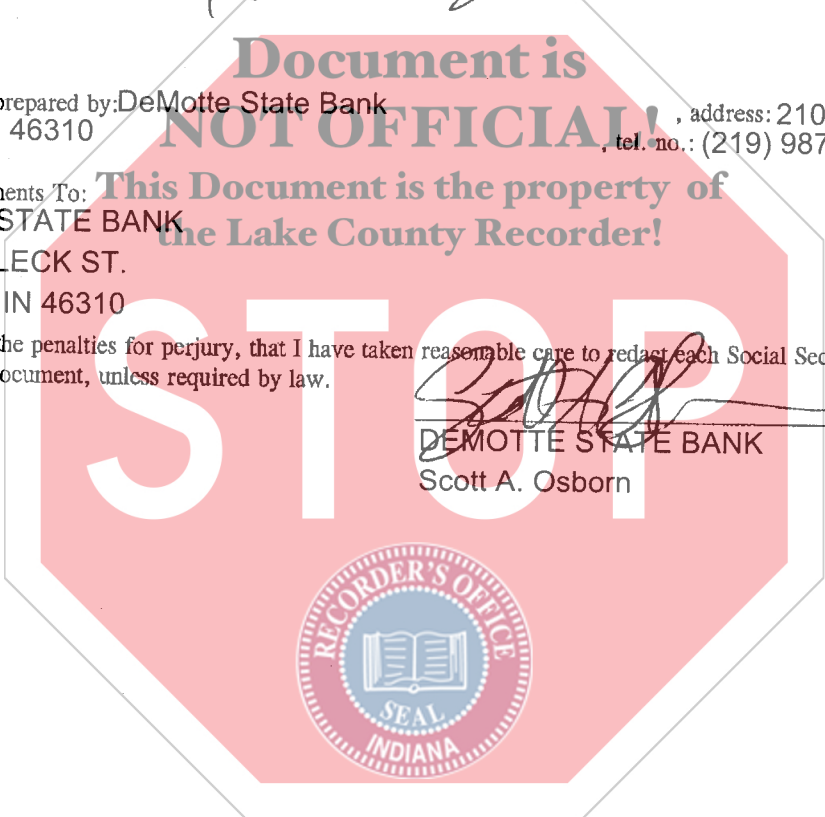 Document is
prepared by:DeMotte State Bank
, address: 210
46310
NOT OFFICIAL!
, tel. no.: (219) 987
ents To:
This Document is the property of
STATE BANK
the Lake County Recorder!
LECK ST.
IN 46310
STOP
he penalties for perjury, that I have taken reasonable care to redact each Social Sec
ocument, unless required by law.
DEMOTTE STATE BANK
Scott A. Osborn
RECORDER'S OFFICE
SEAL
INDIANA